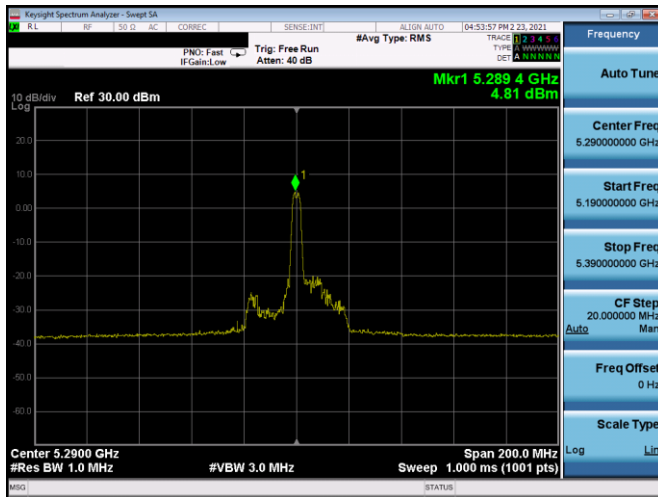 Keysight Spectrum Analyzer - Swept SA
RL RF 50 Ω AC CORREC SENSE:INT ALIGN AUTO 04:53:57 PM 2 23, 2021
#Avg Type: RMS
TRACE 1 2 3 4 5 6
PNO: Fast Trig: Free Run
TYPE A WWWWW
IFGain:Low Atten: 40 dB
DET A N N N N N
Mkr1 5.289 4 GHz
4.81 dBm
10 dB/div Ref 30.00 dBm
Log
20.0
10.0
1
0.00
-10.0
-20.0
-30.0
-40.0
-50.0
-60.0
Center 5.2900 GHz Span 200.0 MHz
#Res BW 1.0 MHz #VBW 3.0 MHz Sweep 1.000 ms (1001 pts)
MSG STATUS
Frequency
Auto Tune
Center Freq
5.290000000 GHz
Start Freq
5.190000000 GHz
Stop Freq
5.390000000 GHz
CF Step
20.000000 MHz
Auto Man
Freq Offset
0 Hz
Scale Type
Log Lin